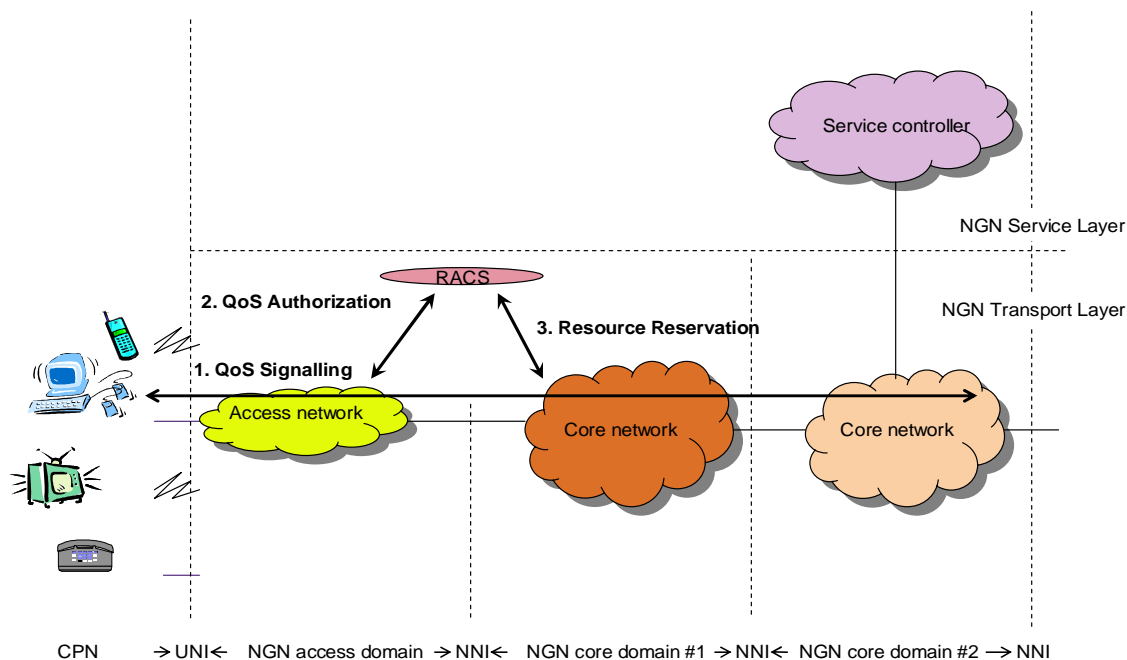 Service controller
NGN Service Layer
RACS
2. QoS Authorization
NGN Transport Layer
3. Resource Reservation
1. QoS Signalling
Access network
Core network
Core network
CPN → UNI ← NGN access domain → NNI ← NGN core domain #1 → NNI ← NGN core domain #2 → NNI